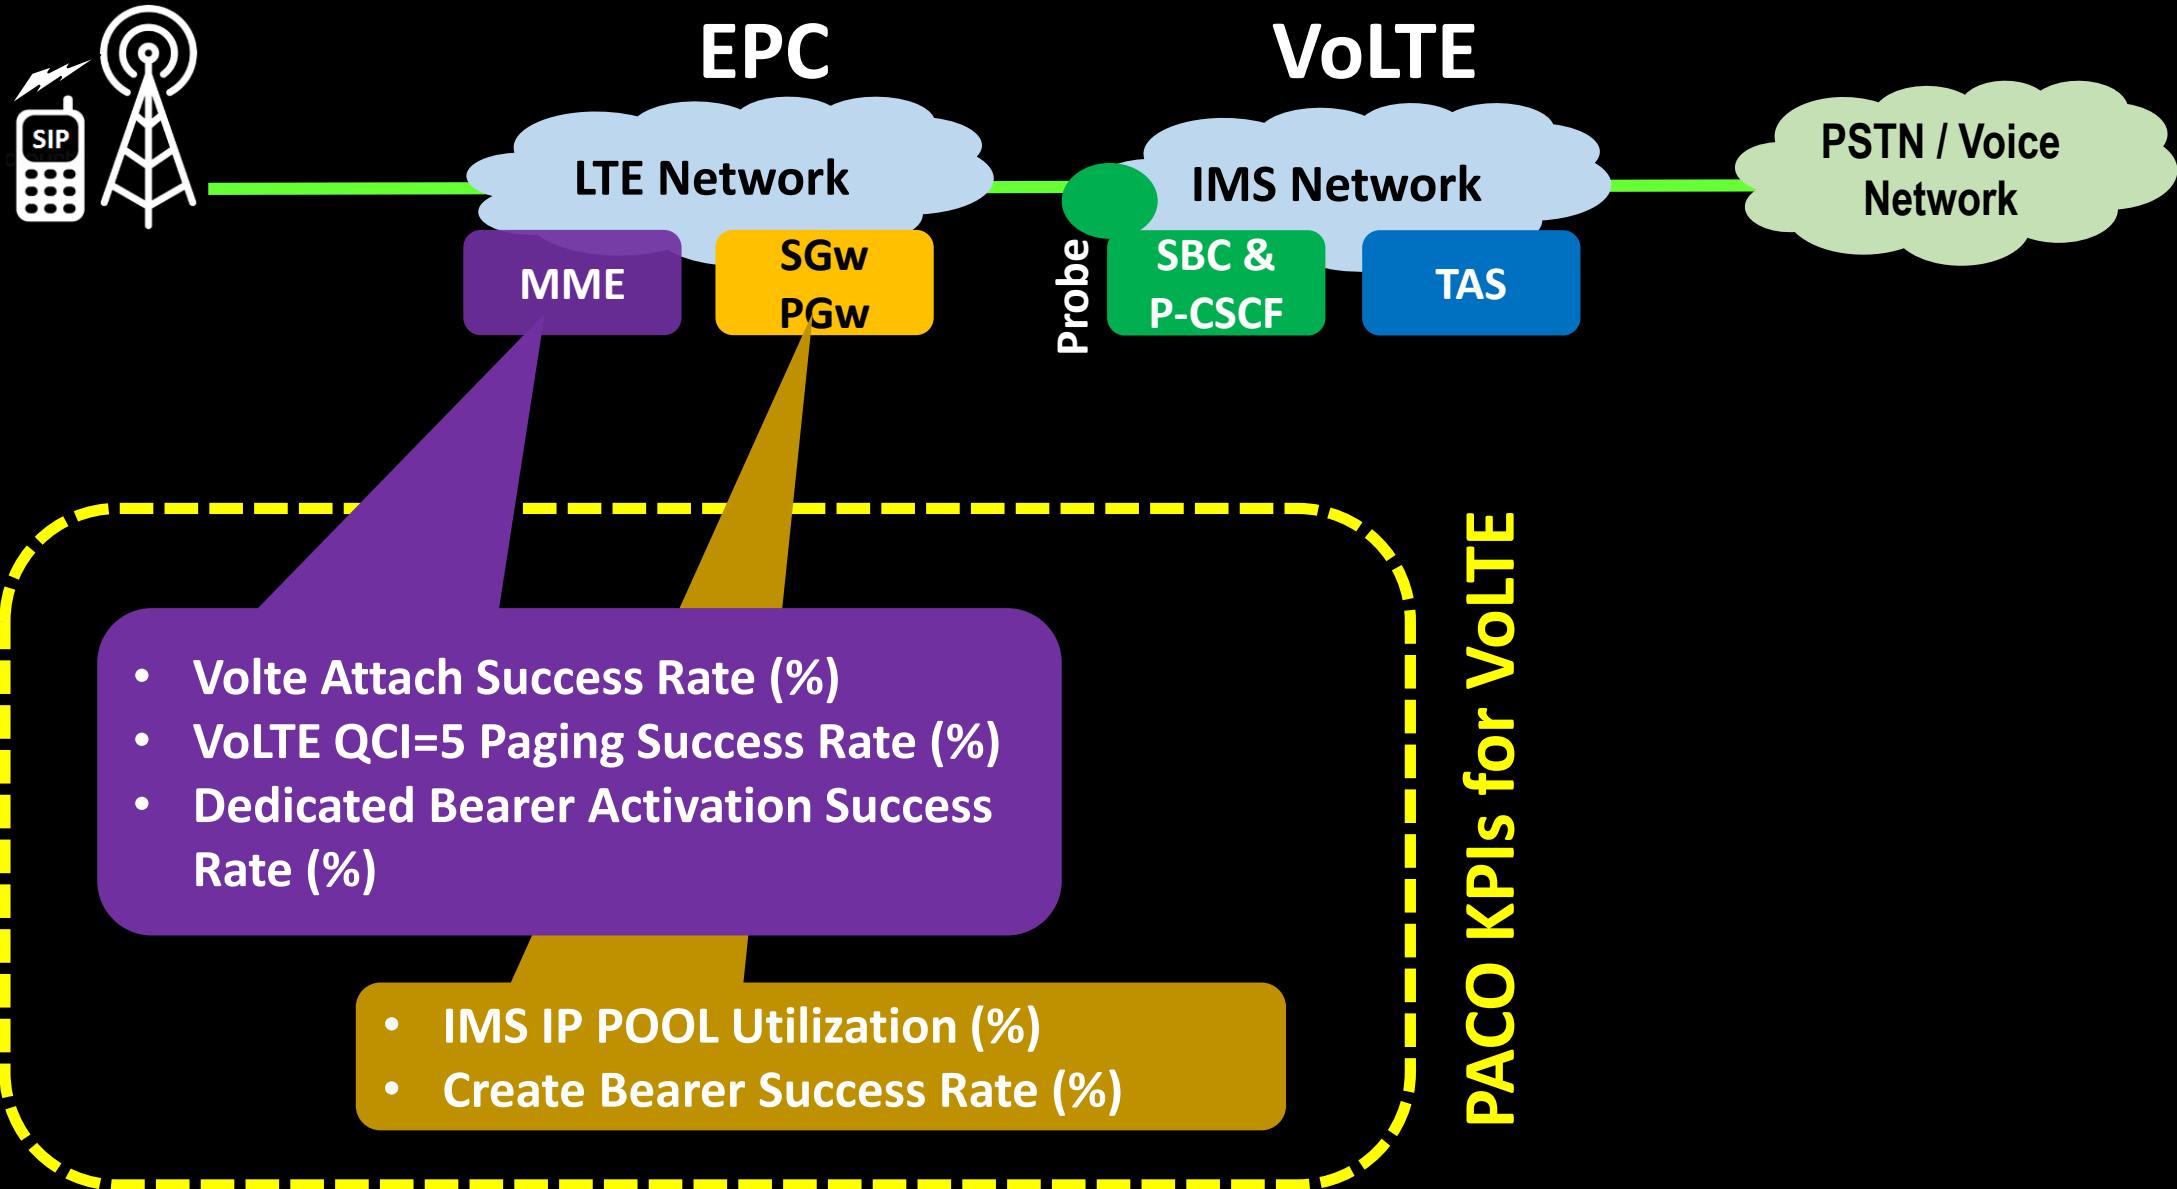 EPC
VoLTE
SIP
LTE Network
IMS Network
PSTN / Voice
Network
MME
SGw
PGw
Probe
SBC &
P-CSCF
TAS
• Volte Attach Success Rate (%)
• VoLTE QCI=5 Paging Success Rate (%)
• Dedicated Bearer Activation Success
Rate (%)
• IMS IP POOL Utilization (%)
• Create Bearer Success Rate (%)
PACO KPIs for VoLTE